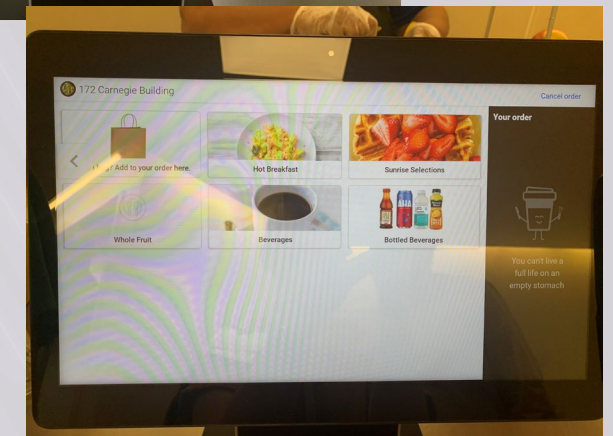 172 Carnegie Building
Cancel order
Your order
Add to your order here.
Hot Breakfast
Sunrise Selections
Whole Fruit
Beverages
Bottled Beverages
You can't live a
full life on an
empty stomach